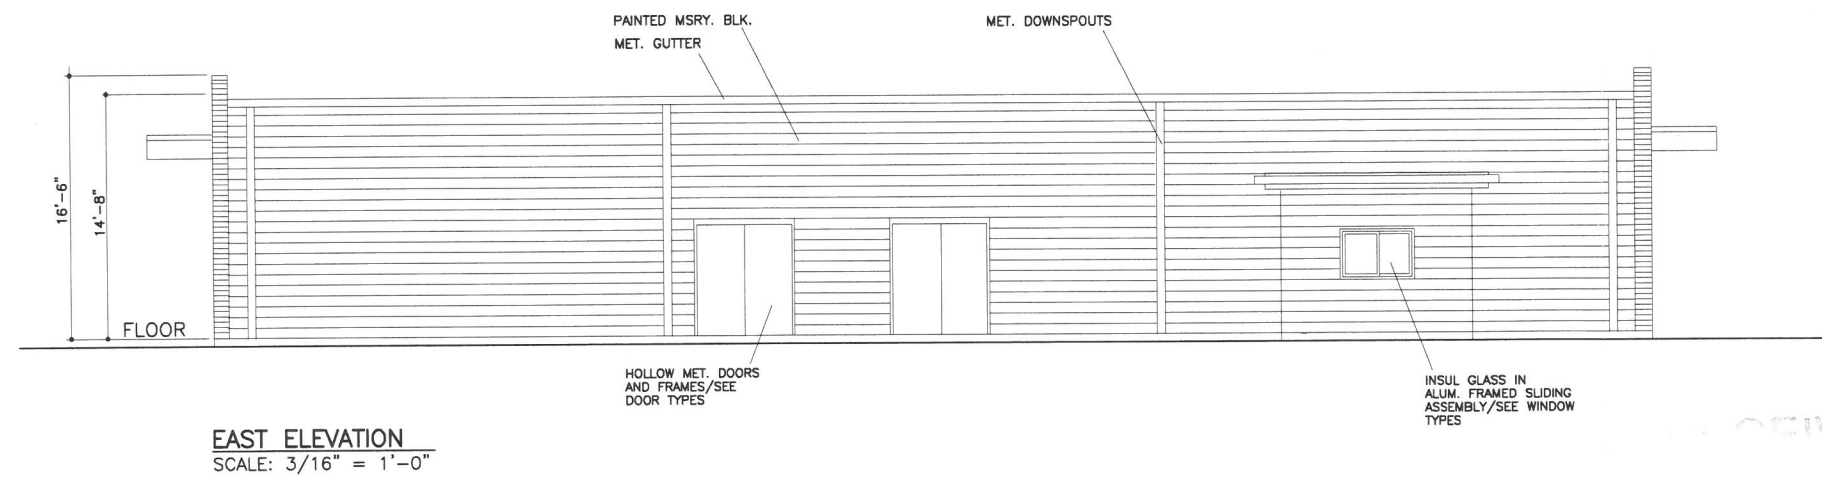 PAINTED MSRY. BLK.
MET. GUTTER
MET. DOWNSPOUTS
16'-6"
14'-8"
FLOOR
HOLLOW MET. DOORS
AND FRAMES/SEE
DOOR TYPES
INSUL GLASS IN
ALUM. FRAMED SLIDING
ASSEMBLY/SEE WINDOW
TYPES
EAST ELEVATION
SCALE: 3/16" = 1'-0"